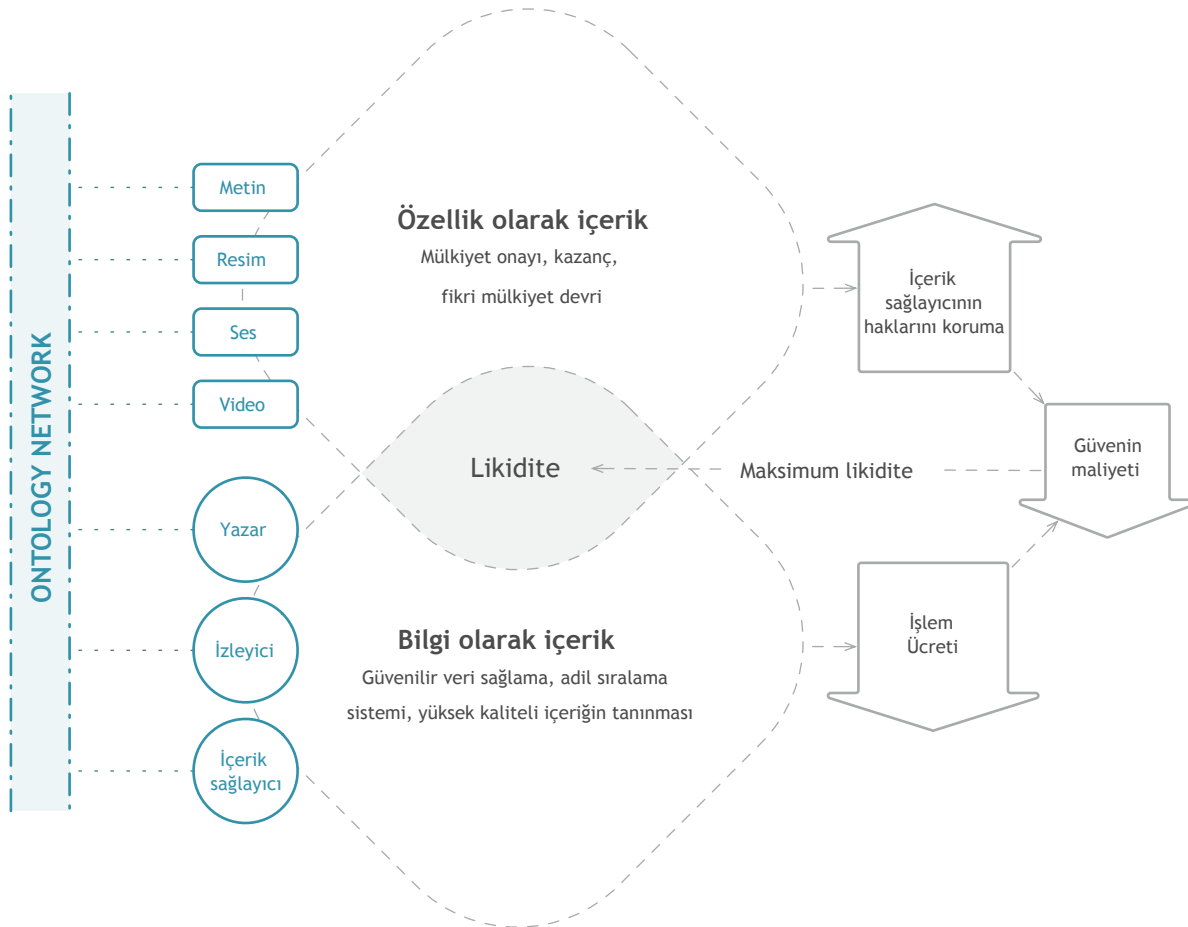 ONTOLOGY NETWORK
Metin
Resim
Ses
Video
Yazar
İzleyici
İçerik
sağlayıcı
Özellik olarak içerik
Mülkiyet onayı, kazanç,
fikri mülkiyet devri
Likidite
Maksimum likidite
Bilgi olarak içerik
Güvenilir veri sağlama, adil sıralama
sistemi, yüksek kaliteli içeriğin tanınması
İçerik
sağlayıcının
haklarını koruma
Güvenin
maliyeti
İşlem
Ücreti